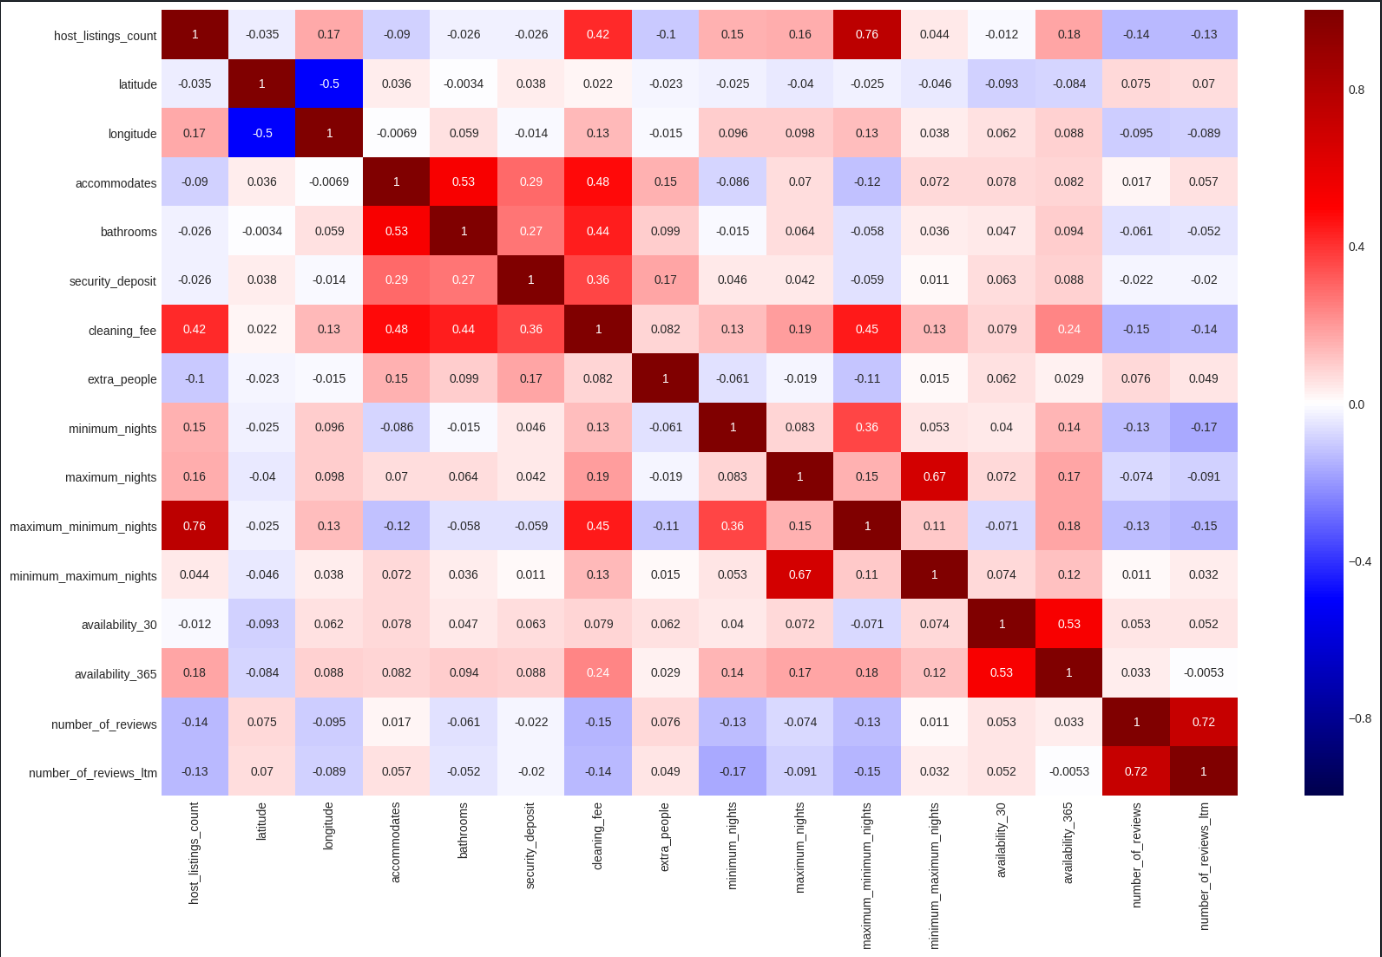 host_listings_count 1 -0.035 0.17 -0.09 -0.026 -0.026 0.42 -0.1 0.15 0.16 0.76 0.044 -0.012 0.18 -0.14 -0.13
latitude -0.035 1 -0.5 0.036 -0.0034 0.038 0.022 -0.023 -0.025 -0.04 -0.025 -0.046 -0.093 -0.084 0.075 0.07
0.8
longitude 0.17 -0.5 1 -0.0069 0.059 -0.014 0.13 -0.015 0.096 0.098 0.13 0.038 0.062 0.088 -0.095 -0.089
accommodates -0.09 0.036 -0.0069 1 0.53 0.29 0.48 0.15 -0.086 0.07 -0.12 0.072 0.078 0.082 0.017 0.057
bathrooms -0.026 -0.0034 0.059 0.53 1 0.27 0.44 0.099 -0.015 0.064 -0.058 0.036 0.047 0.094 -0.061 -0.052
0.4
security_deposit -0.026 0.038 -0.014 0.29 0.27 1 0.36 0.17 0.046 0.042 -0.059 0.011 0.063 0.088 -0.022 -0.02
cleaning_fee 0.42 0.022 0.13 0.48 0.44 0.36 1 0.082 0.13 0.19 0.45 0.13 0.079 0.24 -0.15 -0.14
extra_people -0.1 -0.023 -0.015 0.15 0.099 0.17 0.082 1 -0.061 -0.019 -0.11 0.015 0.062 0.029 0.076 0.049
0.0
minimum_nights 0.15 -0.025 0.096 -0.086 -0.015 0.046 0.13 -0.061 1 0.083 0.36 0.053 0.04 0.14 -0.13 -0.17
maximum_nights 0.16 -0.04 0.098 0.07 0.064 0.042 0.19 -0.019 0.083 1 0.15 0.67 0.072 0.17 -0.074 -0.091
maximum_minimum_nights 0.76 -0.025 0.13 -0.12 -0.058 -0.059 0.45 -0.11 0.36 0.15 1 0.11 -0.071 0.18 -0.13 -0.15
−0.4
minimum_maximum_nights 0.044 -0.046 0.038 0.072 0.036 0.011 0.13 0.015 0.053 0.67 0.11 1 0.074 0.12 0.011 0.032
availability_30 -0.012 -0.093 0.062 0.078 0.047 0.063 0.079 0.062 0.04 0.072 -0.071 0.074 1 0.53 0.053 0.052
availability_365 0.18 -0.084 0.088 0.082 0.094 0.088 0.24 0.029 0.14 0.17 0.18 0.12 0.53 1 0.033 -0.0053
number_of_reviews -0.14 0.075 -0.095 0.017 -0.061 -0.022 -0.15 0.076 -0.13 -0.074 -0.13 0.011 0.053 0.033 1 0.72
−0.8
number_of_reviews_ltm -0.13 0.07 -0.089 0.057 -0.052 -0.02 -0.14 0.049 -0.17 -0.091 -0.15 0.032 0.052 -0.0053 0.72 1
host_listings_count
latitude
longitude
accommodates
bathrooms
security_deposit
cleaning_fee
extra_people
minimum_nights
maximum_nights
maximum_minimum_nights
minimum_maximum_nights
availability_30
availability_365
number_of_reviews
number_of_reviews_ltm